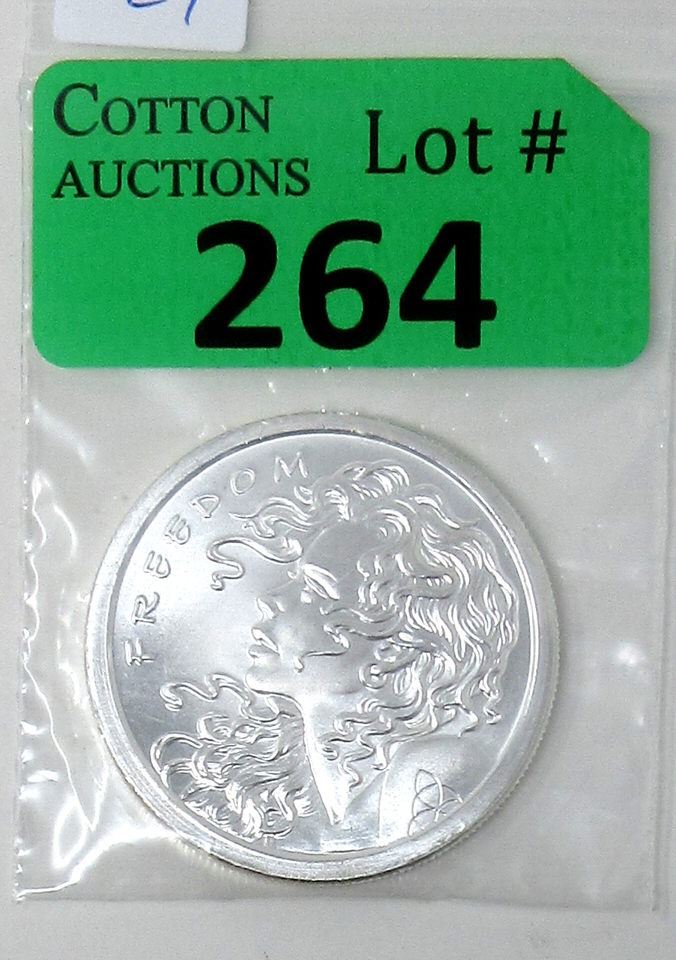 COTTON
AUCTIONS
Lot #
264
FREEDOM